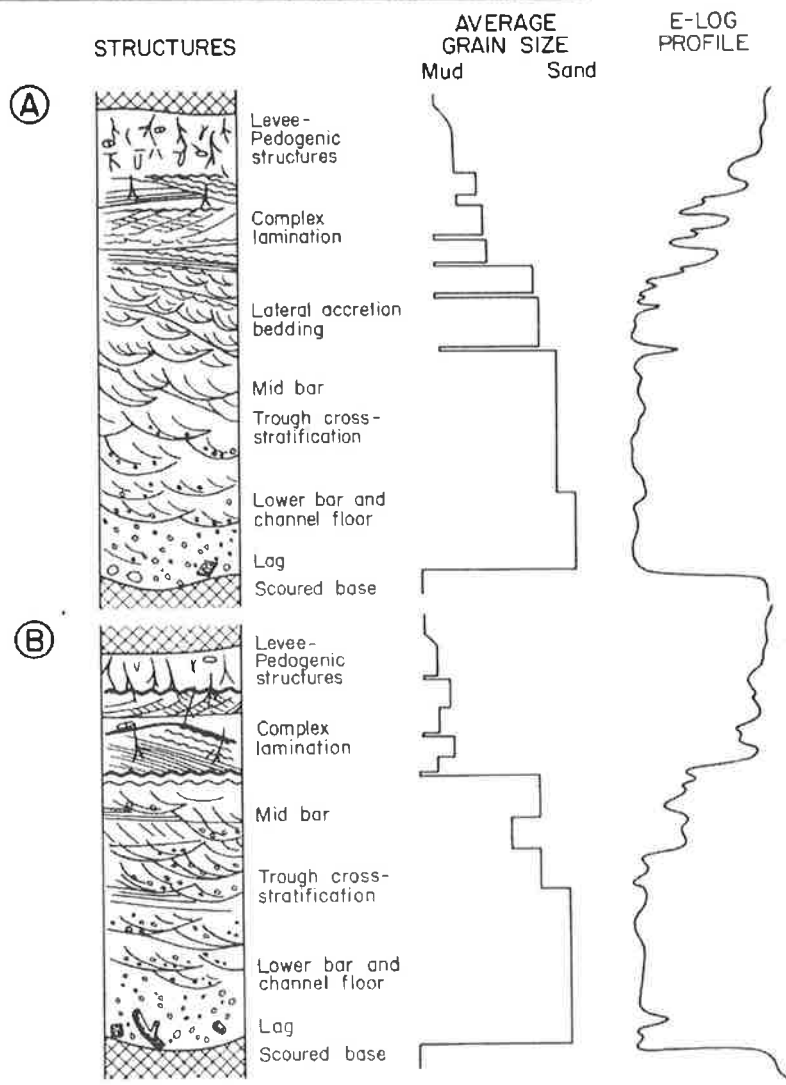 STRUCTURES
AVERAGE
GRAIN SIZE
Mud Sand
E-LOG
PROFILE
A
Levee-
Pedogenic
structures
Complex
lamination
Lateral accretion
bedding
Mid bar
Trough cross-
stratification
Lower bar and
channel floor
Lag
Scoured base
B
Levee-
Pedogenic
structures
Complex
lamination
Mid bar
Trough cross-
stratification
Lower bar and
channel floor
Lag
Scoured base